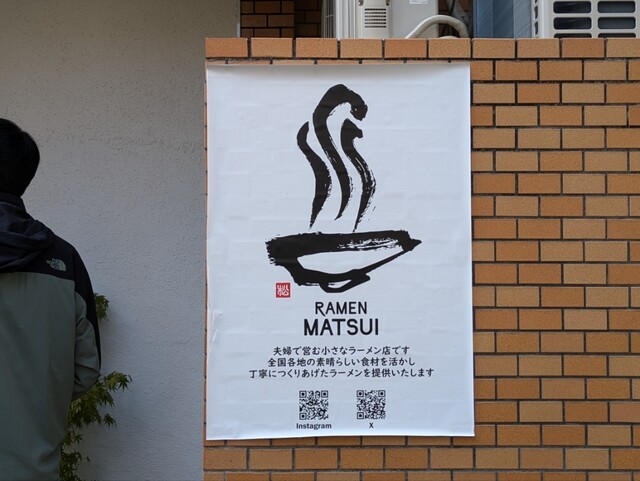 松
RAMEN
MATSUI
夫婦で営む小さなラーメン店です
全国各地の素晴らしい食材を活かし
丁寧につくりあげたラーメンを提供いたします
Instagram
X